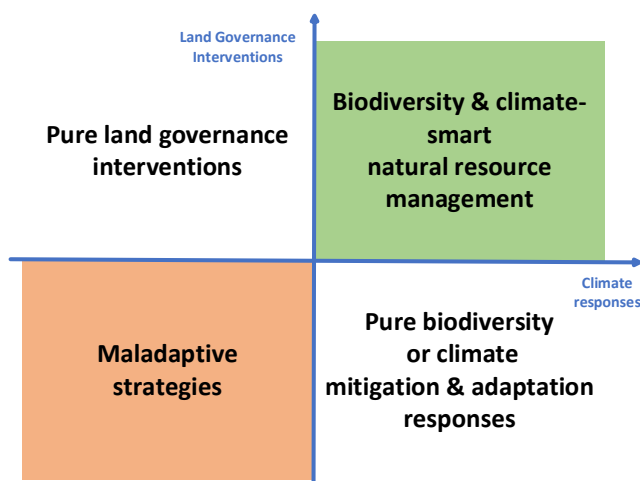 Land Governance
Interventions
Pure land governance
interventions
Biodiversity & climate-
smart
natural resource
management
Climate
responses
Maladaptive
strategies
Pure biodiversity
or climate
mitigation & adaptation
responses